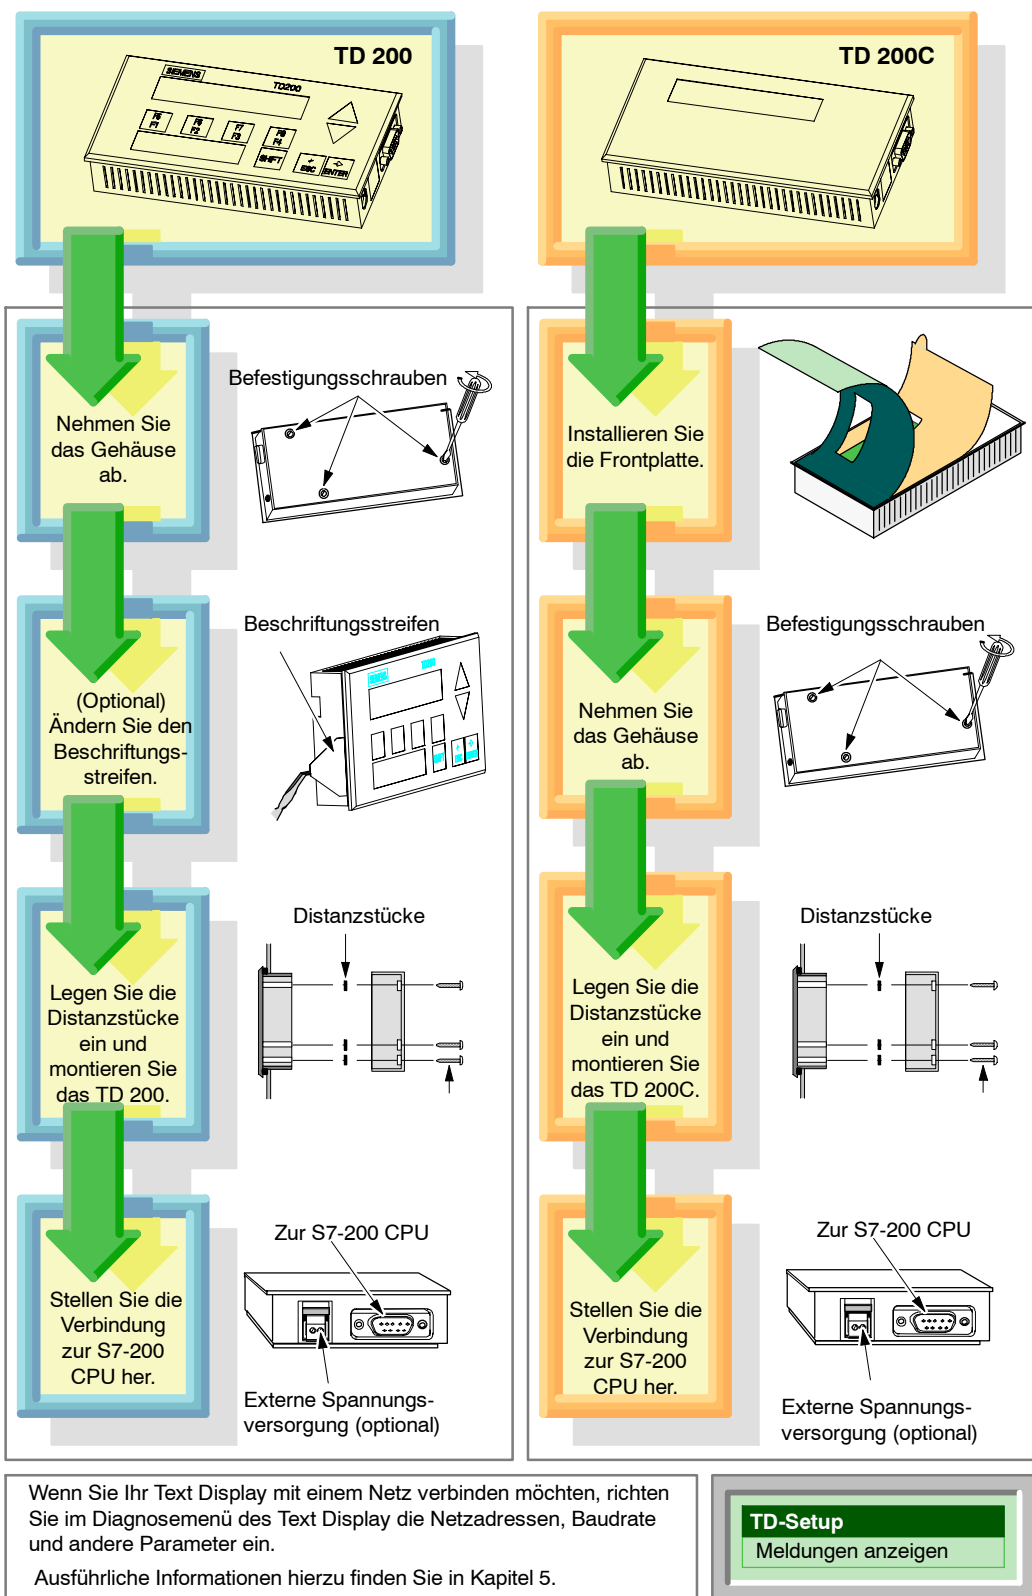 TD 200
SIEMENS
TD200
F5
F1
F6
F2
F7
F3
F8
F4
SHIFT
ESC
ENTER
Nehmen Sie
das Gehäuse
ab.
Befestigungsschrauben
(Optional)
Ändern Sie den
Beschriftungs-
streifen.
Beschriftungsstreifen
Legen Sie die
Distanzstücke
ein und
montieren Sie
das TD 200.
Distanzstücke
Stellen Sie die
Verbindung
zur S7-200
CPU her.
Zur S7-200 CPU
Externe Spannungs-
versorgung (optional)
TD 200C
Installieren Sie
die Frontplatte.
Nehmen Sie
das Gehäuse
ab.
Befestigungsschrauben
Legen Sie die
Distanzstücke
ein und
montieren Sie
das TD 200C.
Distanzstücke
Stellen Sie die
Verbindung
zur S7-200
CPU her.
Zur S7-200 CPU
Externe Spannungs-
versorgung (optional)
Wenn Sie Ihr Text Display mit einem Netz verbinden möchten, richten
Sie im Diagnosemenü des Text Display die Netzadressen, Baudrate
und andere Parameter ein.
Ausführliche Informationen hierzu finden Sie in Kapitel 5.
TD-Setup
Meldungen anzeigen